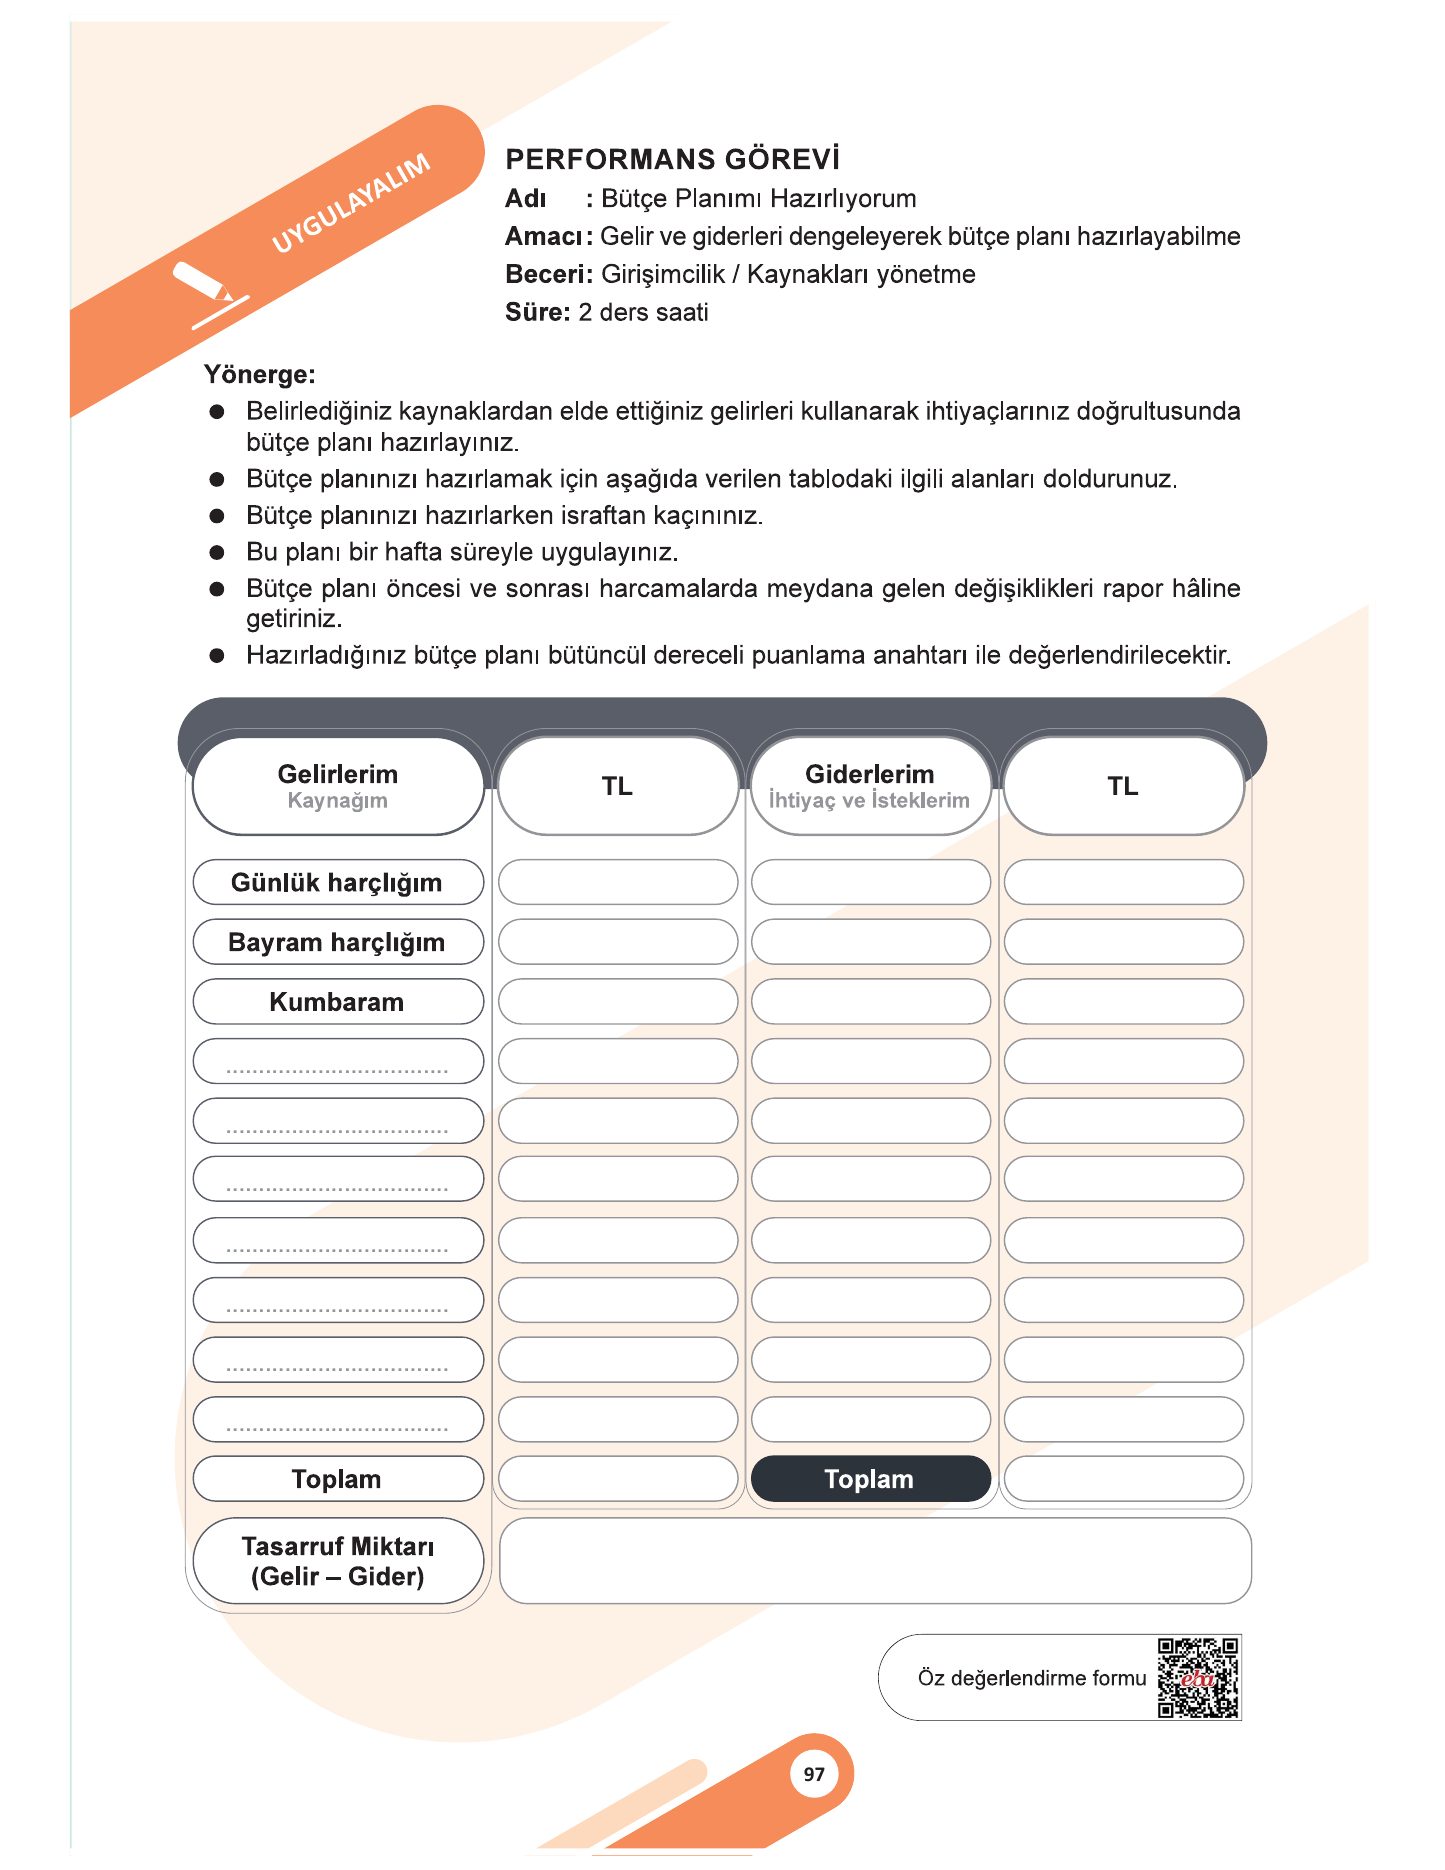 UYGULAYALIM
PERFORMANS GÖREVİ
Adı : Bütçe Planımı Hazırlıyorum
Amacı : Gelir ve giderleri dengeleyerek bütçe planı hazırlayabilme
Beceri: Girişimcilik / Kaynakları yönetme
Süre: 2 ders saati
Yönerge:
● Belirlediğiniz kaynaklardan elde ettiğiniz gelirleri kullanarak ihtiyaçlarınız doğrultusunda
bütçe planı hazırlayınız.
● Bütçe planınızı hazırlamak için aşağıda verilen tablodaki ilgili alanları doldurunuz.
● Bütçe planınızı hazırlarken israftan kaçınınız.
● Bu planı bir hafta süreyle uygulayınız.
● Bütçe planı öncesi ve sonrası harcamalarda meydana gelen değişiklikleri rapor hâline
getiriniz.
● Hazırladığınız bütçe planı bütüncül dereceli puanlama anahtarı ile değerlendirilecektir.
Gelirlerim
Kaynağım
TL
Giderlerim
İhtiyaç ve İsteklerim
TL
Günlük harçlığım
Bayram harçlığım
Kumbaram
..................................
..................................
..................................
..................................
..................................
..................................
..................................
Toplam
Toplam
Tasarruf Miktarı
(Gelir – Gider)
Öz değerlendirme formu
eba
97